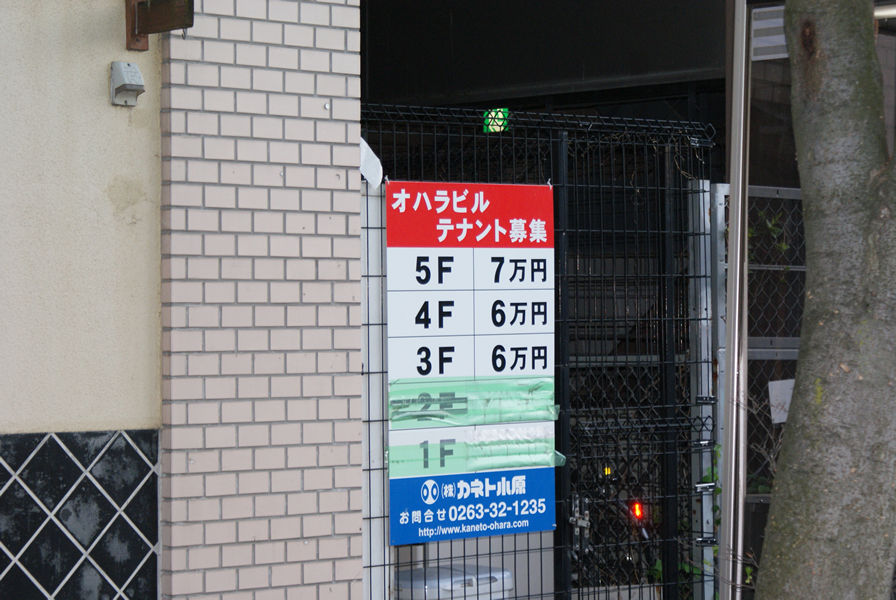 オハラビル
テナント募集
5F 7万円
4F 6万円
3F 6万円
2F
1F
(株)カネト小原
お問合せ 0263-32-1235
http://www.kaneto-ohara.com